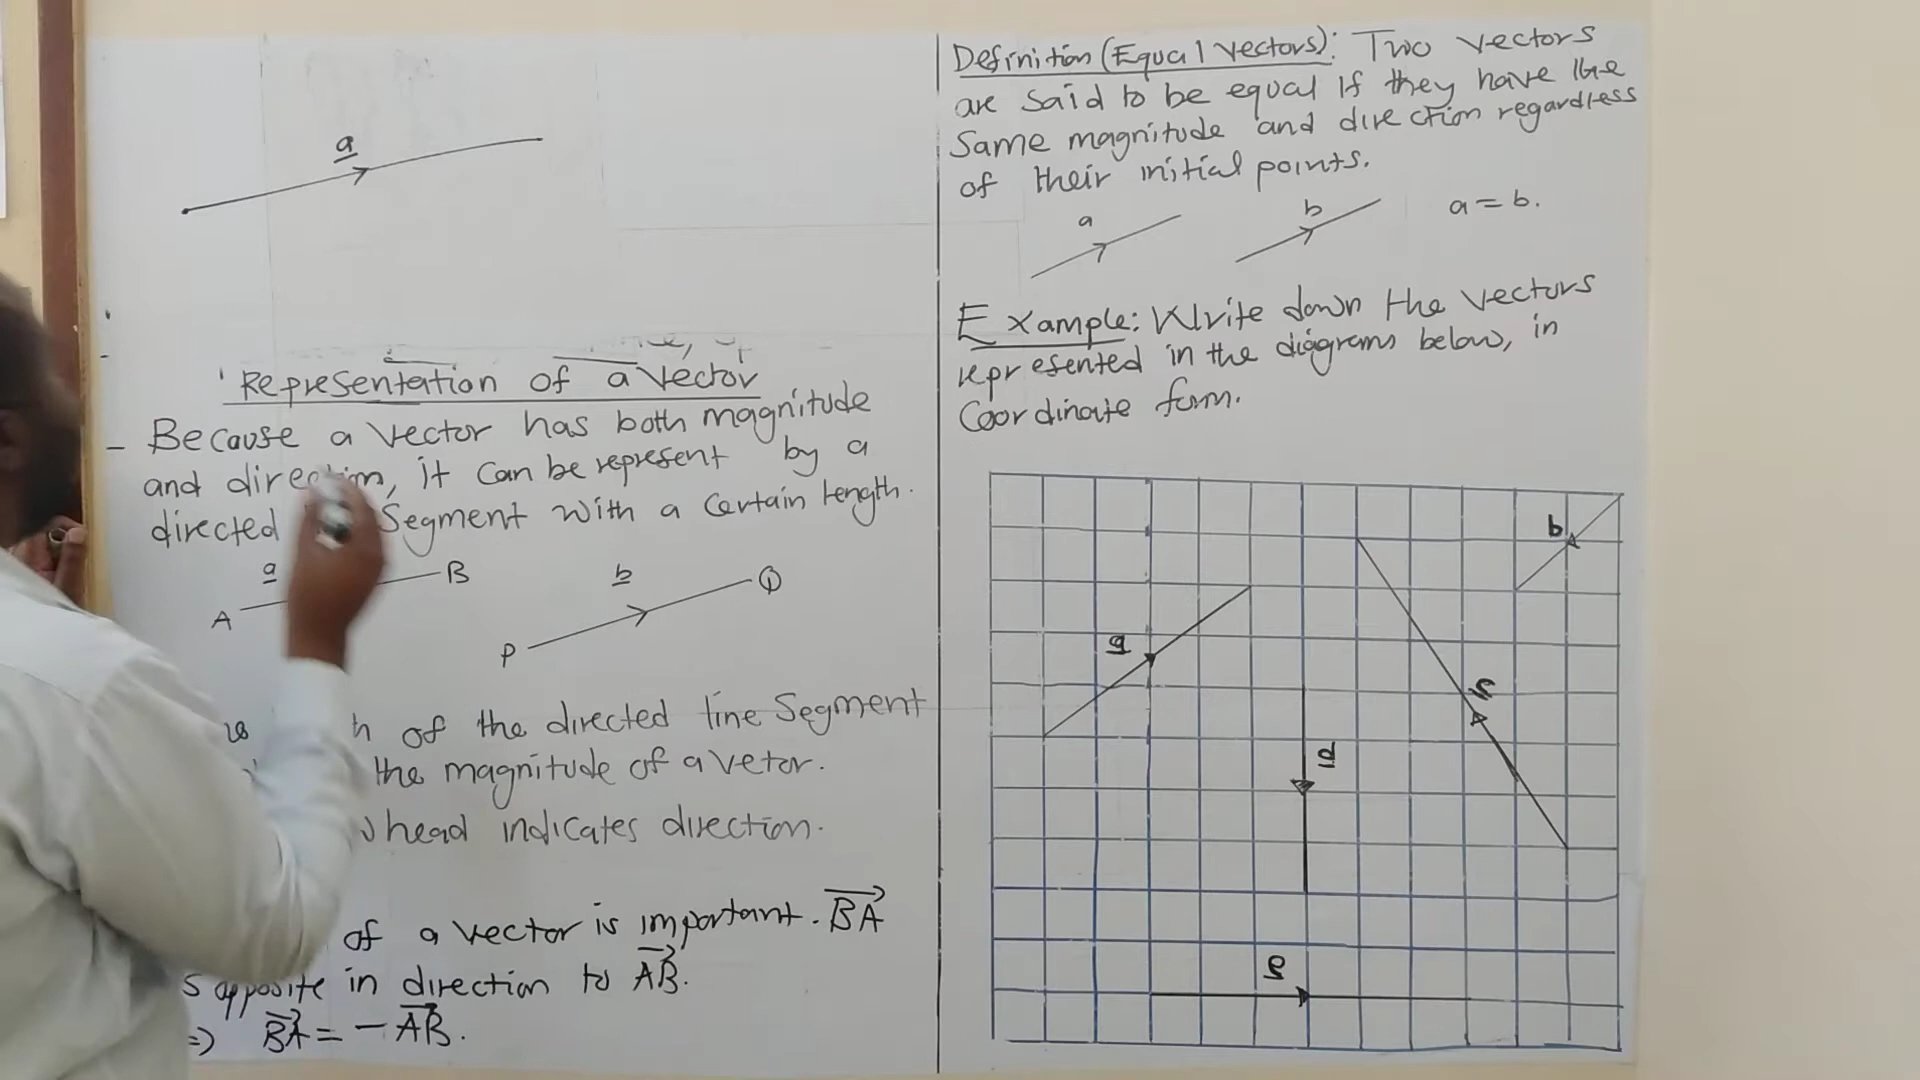 a
Representation of a Vector
- Because a vector has both magnitude
and direction, it can be represent by a
directed Segment with a certain length.
a
A B
b
P Q
of the directed line segment
the magnitude of a vetor.
head indicates direction.
of a vector is important. BA
opposite in direction to AB.
=> BA = - AB.
Definition (Equal Vectors): Two vectors
are said to be equal if they have the
Same magnitude and direction regardless
of their initial points.
a b a = b.
Example: Write down the vectors
represented in the diagrams below, in
Coordinate form.
b